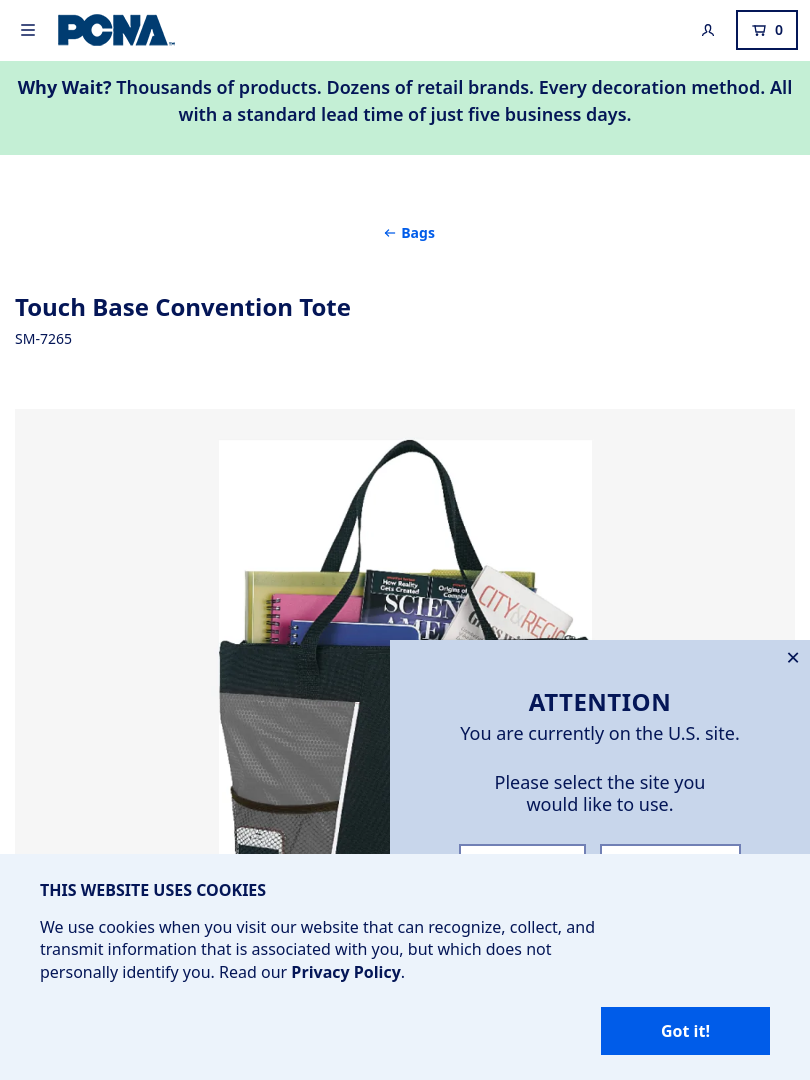 PCNA
0
Why Wait? Thousands of products. Dozens of retail brands. Every decoration method. All
with a standard lead time of just five business days.
← Bags
Touch Base Convention Tote
SM-7265
How Reality
Gets Created
Origins of
SCIEN
CITY&RECIO
ATTENTION
You are currently on the U.S. site.
Please select the site you
would like to use.
THIS WEBSITE USES COOKIES
We use cookies when you visit our website that can recognize, collect, and
transmit information that is associated with you, but which does not
personally identify you. Read our Privacy Policy.
Got it!